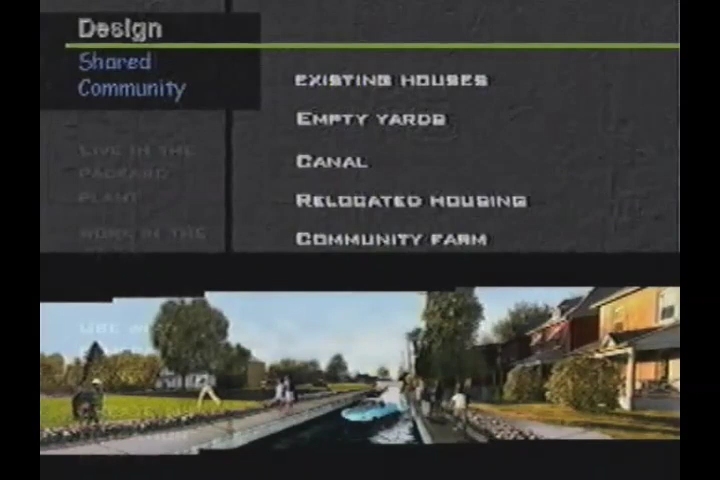 Design
Shared
Community
EXISTING HOUSES
EMPTY YARDS
CANAL
RELOCATED HOUSING
COMMUNITY FARM
LIVE IN THE
PACKARD
PLANT
WORK IN THE